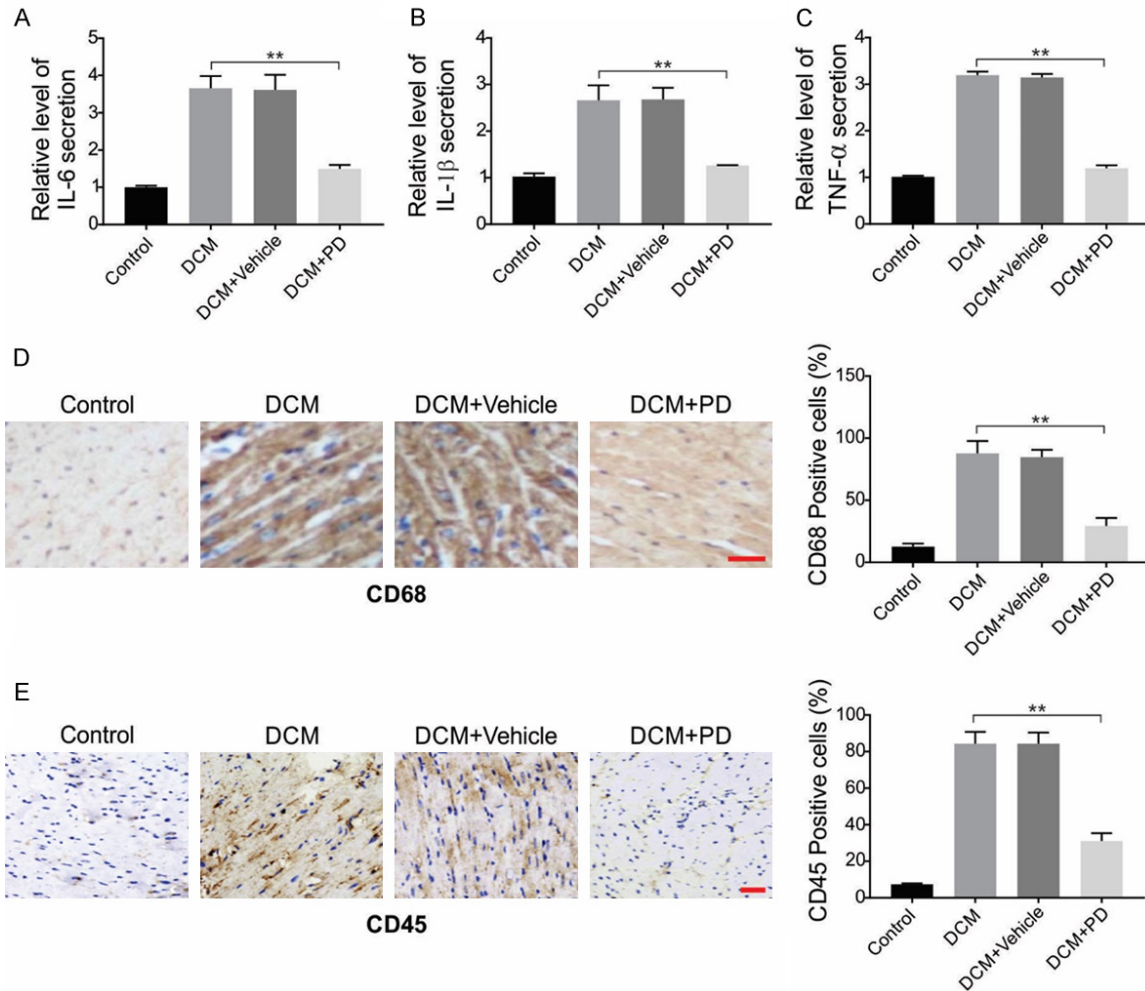 A
Relative level of
IL-6 secretion
5
4
3
2
1
0
**
Control
DCM
DCM+Vehicle
DCM+PD
B
Relative level of
IL-1β secretion
4
3
2
1
0
**
Control
DCM
DCM+Vehicle
DCM+PD
C
Relative level of
TNF-α secretion
4
3
2
1
0
**
Control
DCM
DCM+Vehicle
DCM+PD
D
Control DCM DCM+Vehicle DCM+PD
CD68
CD68 Positive cells (%)
150
100
50
0
**
Control
DCM
DCM+Vehicle
DCM+PD
E
Control DCM DCM+Vehicle DCM+PD
CD45
CD45 Positive cells (%)
100
80
60
40
20
0
**
Control
DCM
DCM+Vehicle
DCM+PD